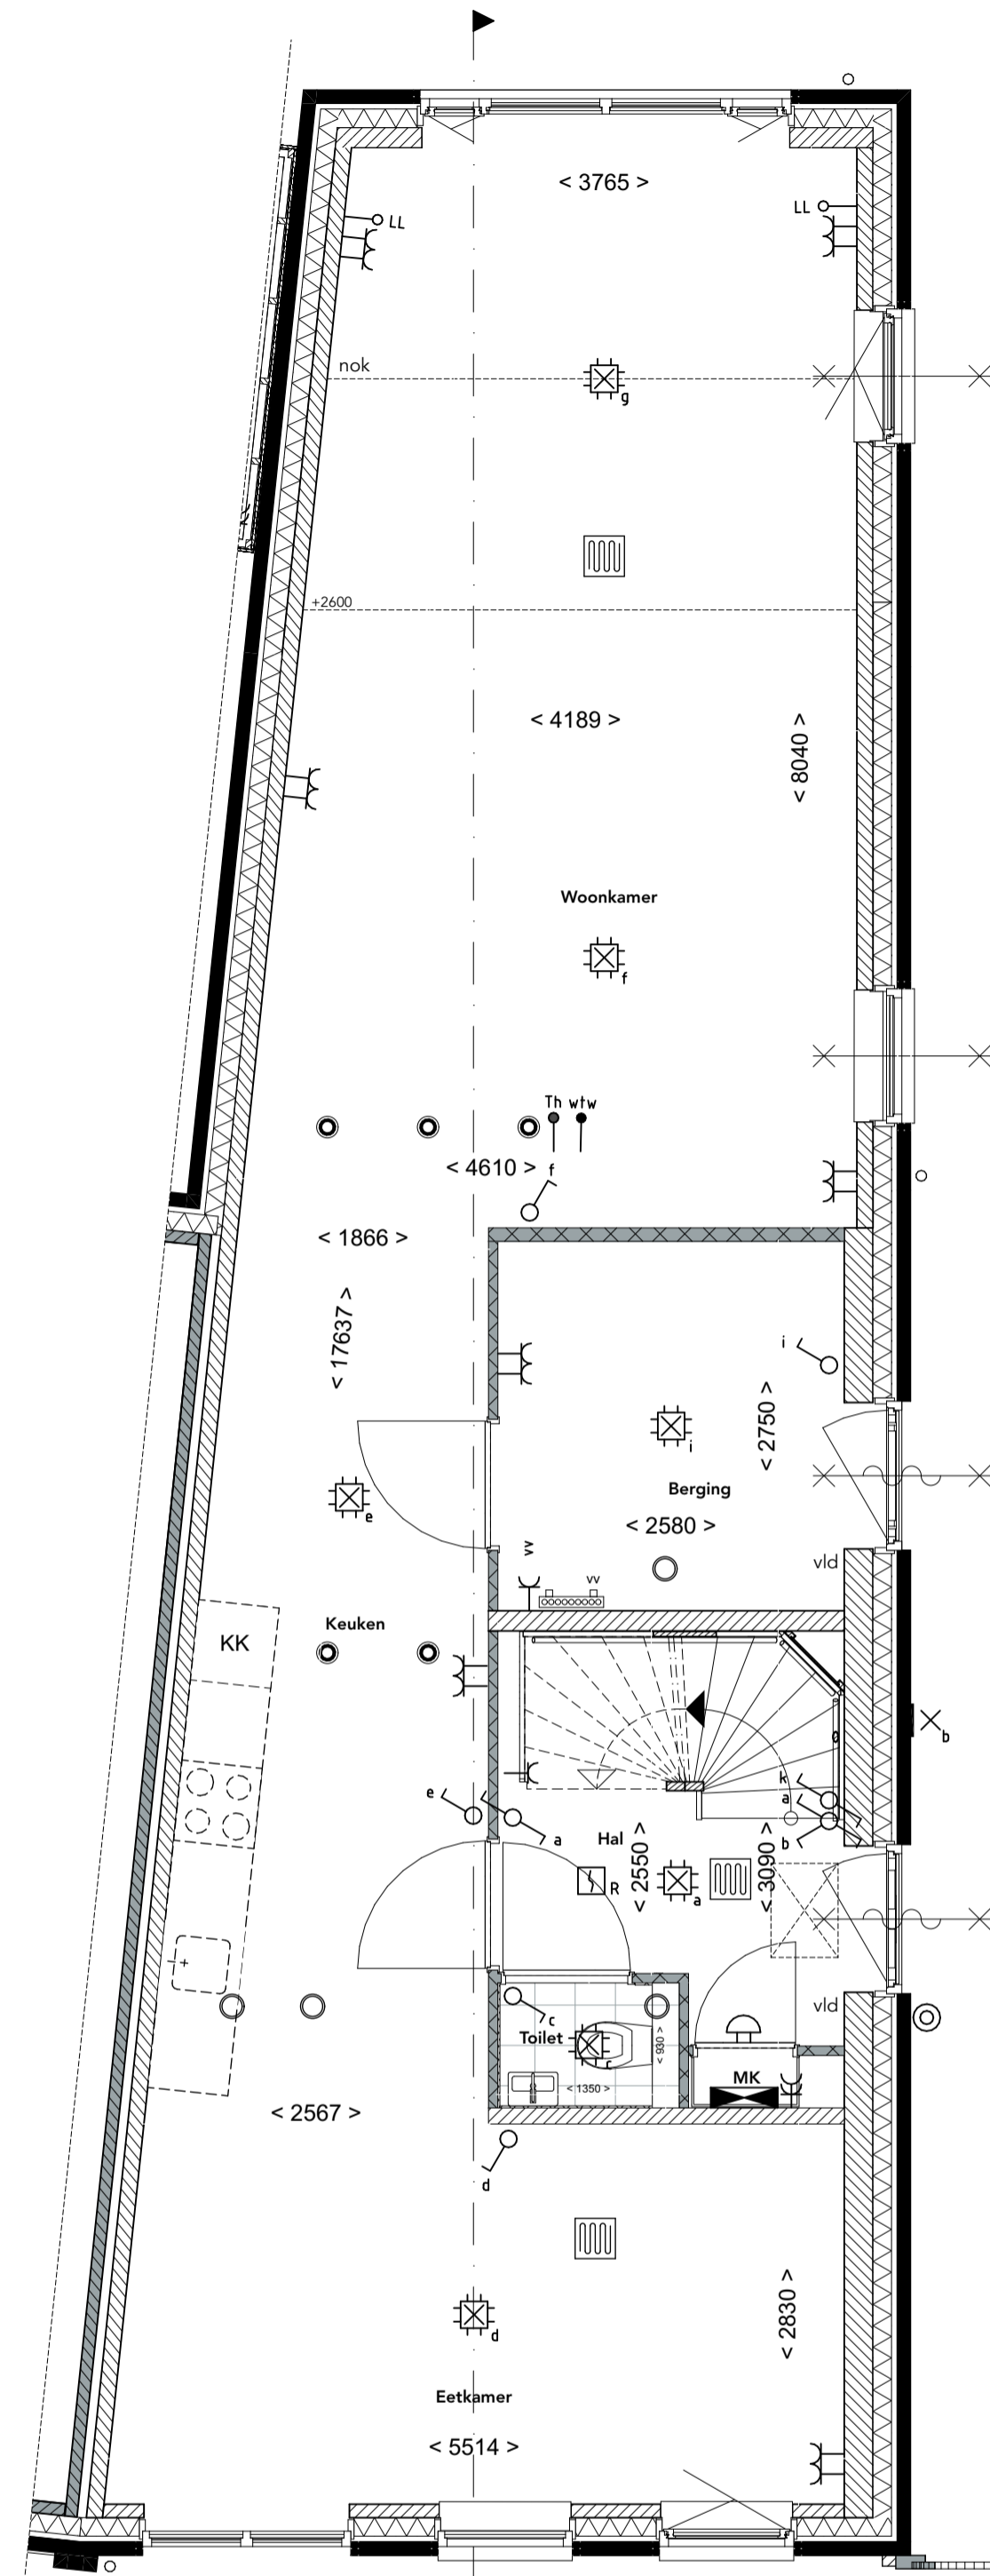 < 3765 >
LL
LL
nok
g
+2600
< 4189 >
< 8040 >
Woonkamer
f
Th wtw
< 4610 >
f
< 1866 >
< 17637 >
i
< 2750 >
i
Berging
e
< 2580 >
vv
vv
vld
Keuken
KK
b
k
e
a
a
Hal
b
< 2550 >
< 3090 >
R
a
vld
c
Toilet
c
< 930 >
MK
< 1350 >
< 2567 >
d
< 2830 >
d
Eetkamer
< 5514 >